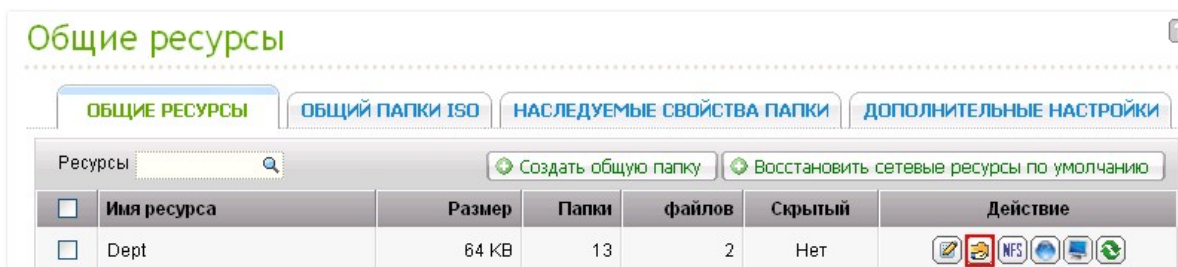 Общие ресурсы
ОБЩИЕ РЕСУРСЫ ОБЩИЙ ПАПКИ ISO НАСЛЕДУЕМЫЕ СВОЙСТВА ПАПКИ ДОПОЛНИТЕЛЬНЫЕ НАСТРОЙКИ
Ресурсы Создать общую папку Восстановить сетевые ресурсы по умолчанию
Имя ресурса Размер Папки файлов Скрытый Действие
Dept 64 KB 13 2 Нет NFS